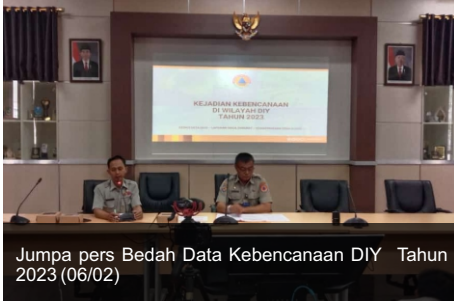 KEJADIAN KEBENCANAAN
DI WILAYAH DIY
TAHUN 2023
Jumpa pers Bedah Data Kebencanaan DIY Tahun
2023 (06/02)